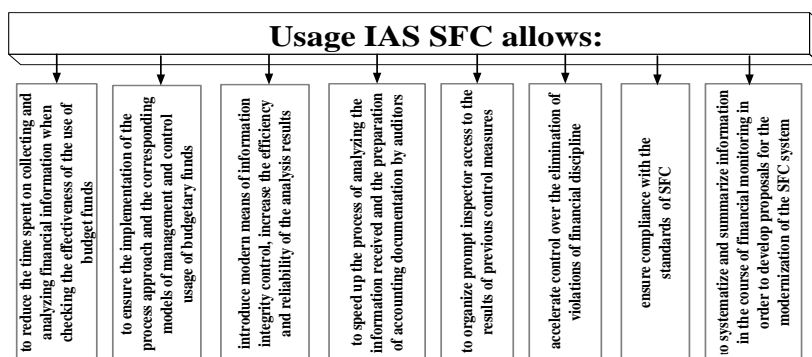 Usage IAS SFC allows:
to reduce the time spent on collecting and
analyzing financial information when
checking the effectiveness of the use of
budget funds
to ensure the implementation of the
process approach and the corresponding
models of management and control
usage of budgetary funds
introduce modern means of information
integrity control, increase the efficiency
and reliability of the analysis results
to speed up the process of analyzing the
information received and the preparation
of accounting documentation by auditors
to organize prompt inspector access to the
results of previous control measures
accelerate control over the elimination of
violations of financial discipline
ensure compliance with the
standards of SFC
to systematize and summarize information
in the course of financial monitoring in
order to develop proposals for the
modernization of the SFC system